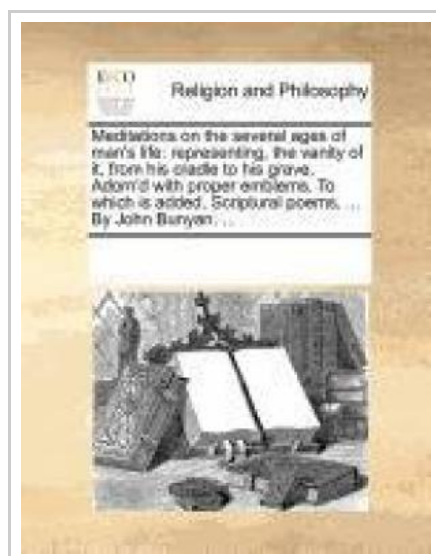 ECCO
Religion and Philosophy
Meditations on the several ages of
man's life: representing, the vanity of
it, from his cradle to his grave.
Adorn'd with proper emblems. To
which is added, Scriptural poems, ...
By John Bunyan. ...